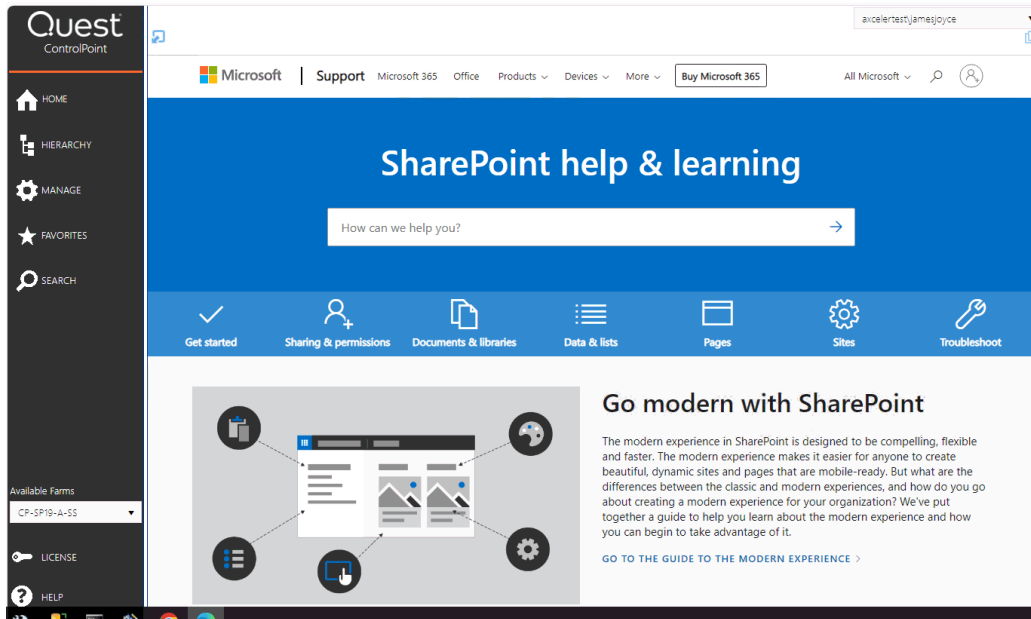 Quest
ControlPoint
HOME
HIERARCHY
MANAGE
FAVORITES
SEARCH
Available Farms
CP-SP19-A-SS
LICENSE
HELP
axcelertest\jamesjoyce
Microsoft Support Microsoft 365 Office Products Devices More Buy Microsoft 365 All Microsoft
SharePoint help & learning
How can we help you?
Get started Sharing & permissions Documents & libraries Data & lists Pages Sites Troubleshoot
Go modern with SharePoint
The modern experience in SharePoint is designed to be compelling, flexible
and faster. The modern experience makes it easier for anyone to create
beautiful, dynamic sites and pages that are mobile-ready. But what are the
differences between the classic and modern experiences, and how do you go
about creating a modern experience for your organization? We've put
together a guide to help you learn about the modern experience and how
you can begin to take advantage of it.
GO TO THE GUIDE TO THE MODERN EXPERIENCE >